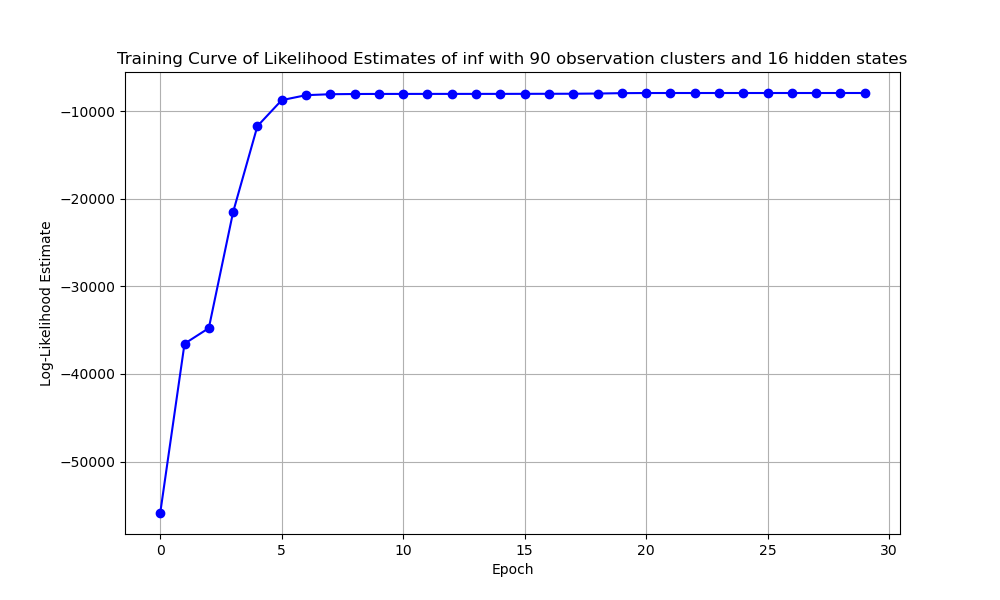 Training Curve of Likelihood Estimates of inf with 90 observation clusters and 16 hidden states
Log-Likelihood Estimate
−10000
−20000
−30000
−40000
−50000
0 5 10 15 20 25 30
Epoch